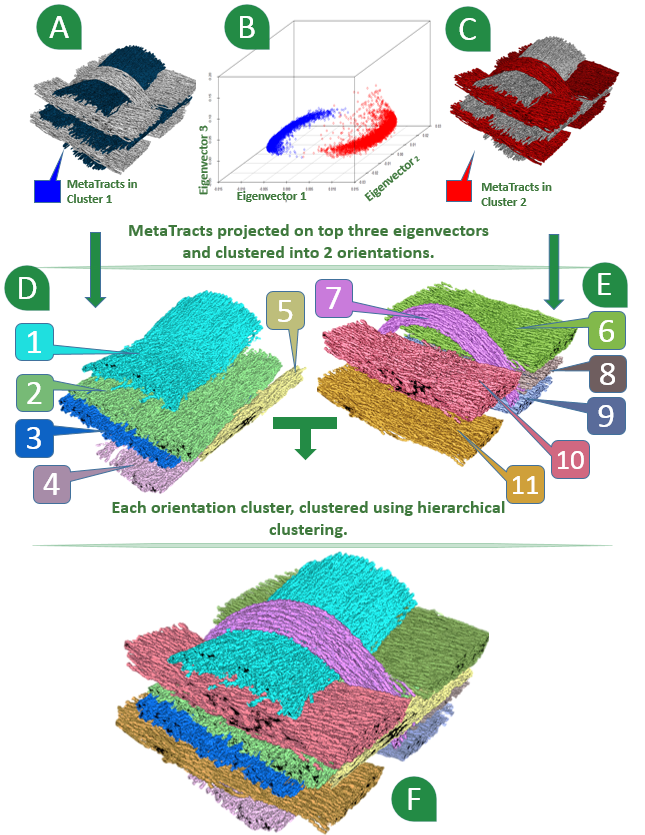 A
B
C
Eigenvector 3
Eigenvector 1
Eigenvector 2
MetaTracts in
Cluster 1
MetaTracts in
Cluster 2
MetaTracts projected on top three eigenvectors
and clustered into 2 orientations.
D
E
1
2
3
4
5
6
7
8
9
10
11
Each orientation cluster, clustered using hierarchical
clustering.
F